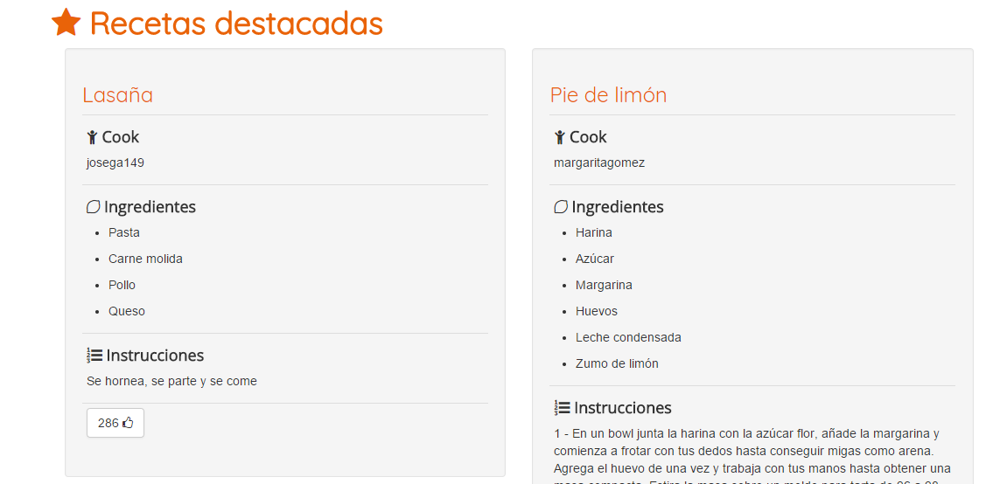 Recetas destacadas
Lasaña
Cook
josega149
Ingredientes
Pasta
Carne molida
Pollo
Queso
Instrucciones
Se hornea, se parte y se come
286
Pie de limón
Cook
margaritagomez
Ingredientes
Harina
Azúcar
Margarina
Huevos
Leche condensada
Zumo de limón
Instrucciones
1 - En un bowl junta la harina con la azúcar flor, añade la margarina y
comienza a frotar con tus dedos hasta conseguir migas como arena.
Agrega el huevo de una vez y trabaja con tus manos hasta obtener una